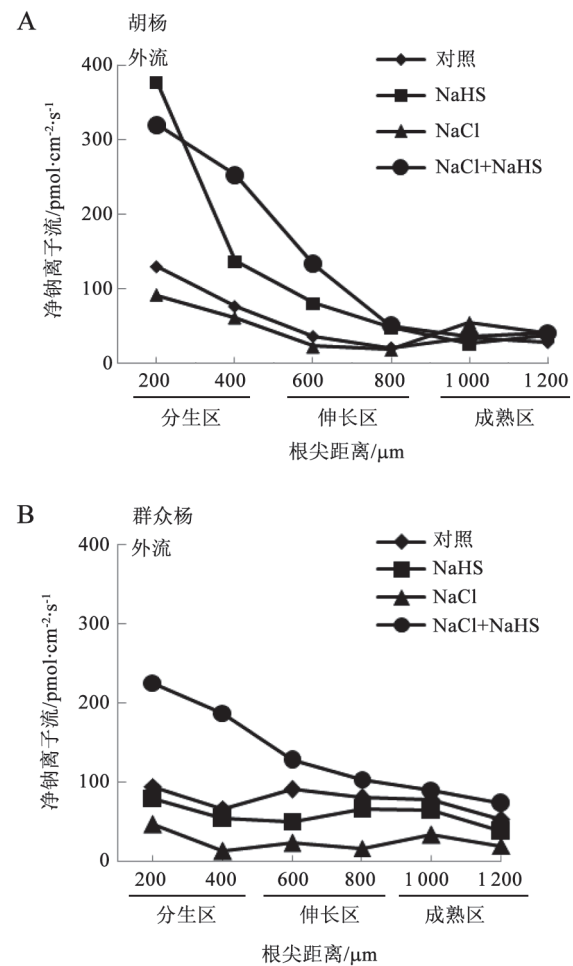 A
胡杨
外流
净钠离子流/pmol·cm⁻²·s⁻¹
400
300
200
100
0
对照
NaHS
NaCl
NaCl+NaHS
200 400 600 800 1 000 1 200
分生区 伸长区 成熟区
根尖距离/μm
B
群众杨
外流
净钠离子流/pmol·cm⁻²·s⁻¹
400
300
200
100
0
对照
NaHS
NaCl
NaCl+NaHS
200 400 600 800 1 000 1 200
分生区 伸长区 成熟区
根尖距离/μm